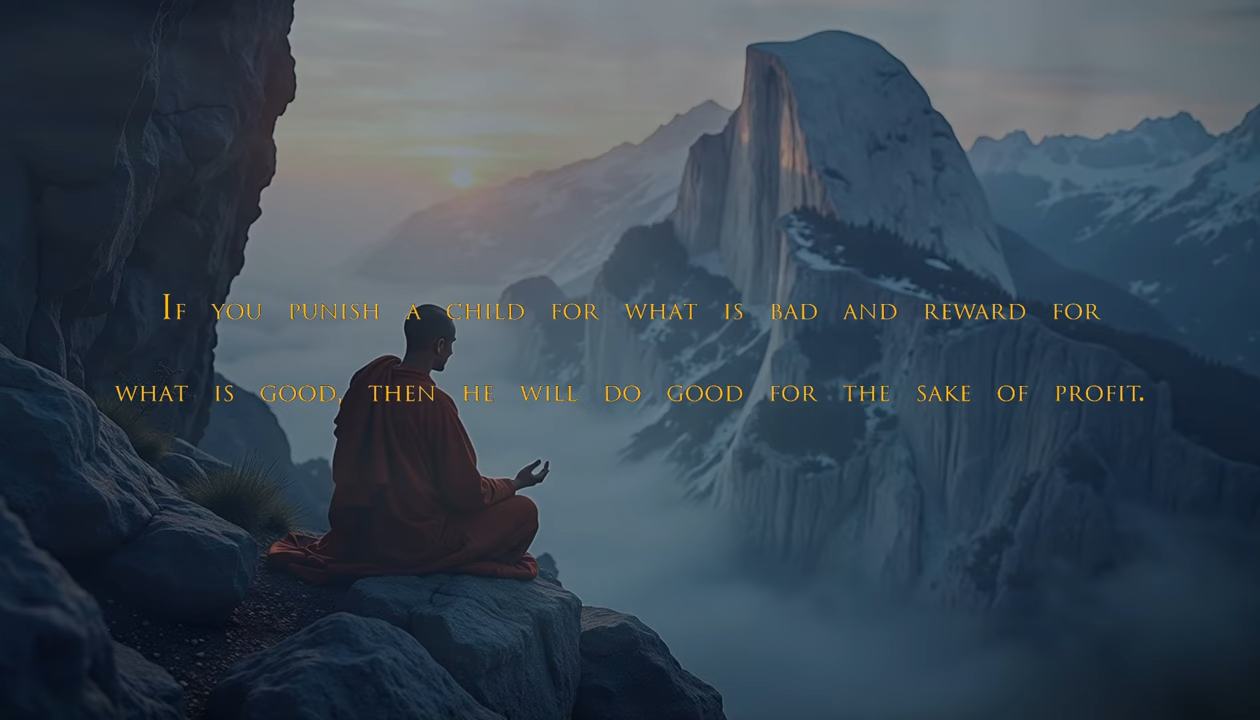 If you punish a child for what is bad and reward for
what is good, then he will do good for the sake of profit.